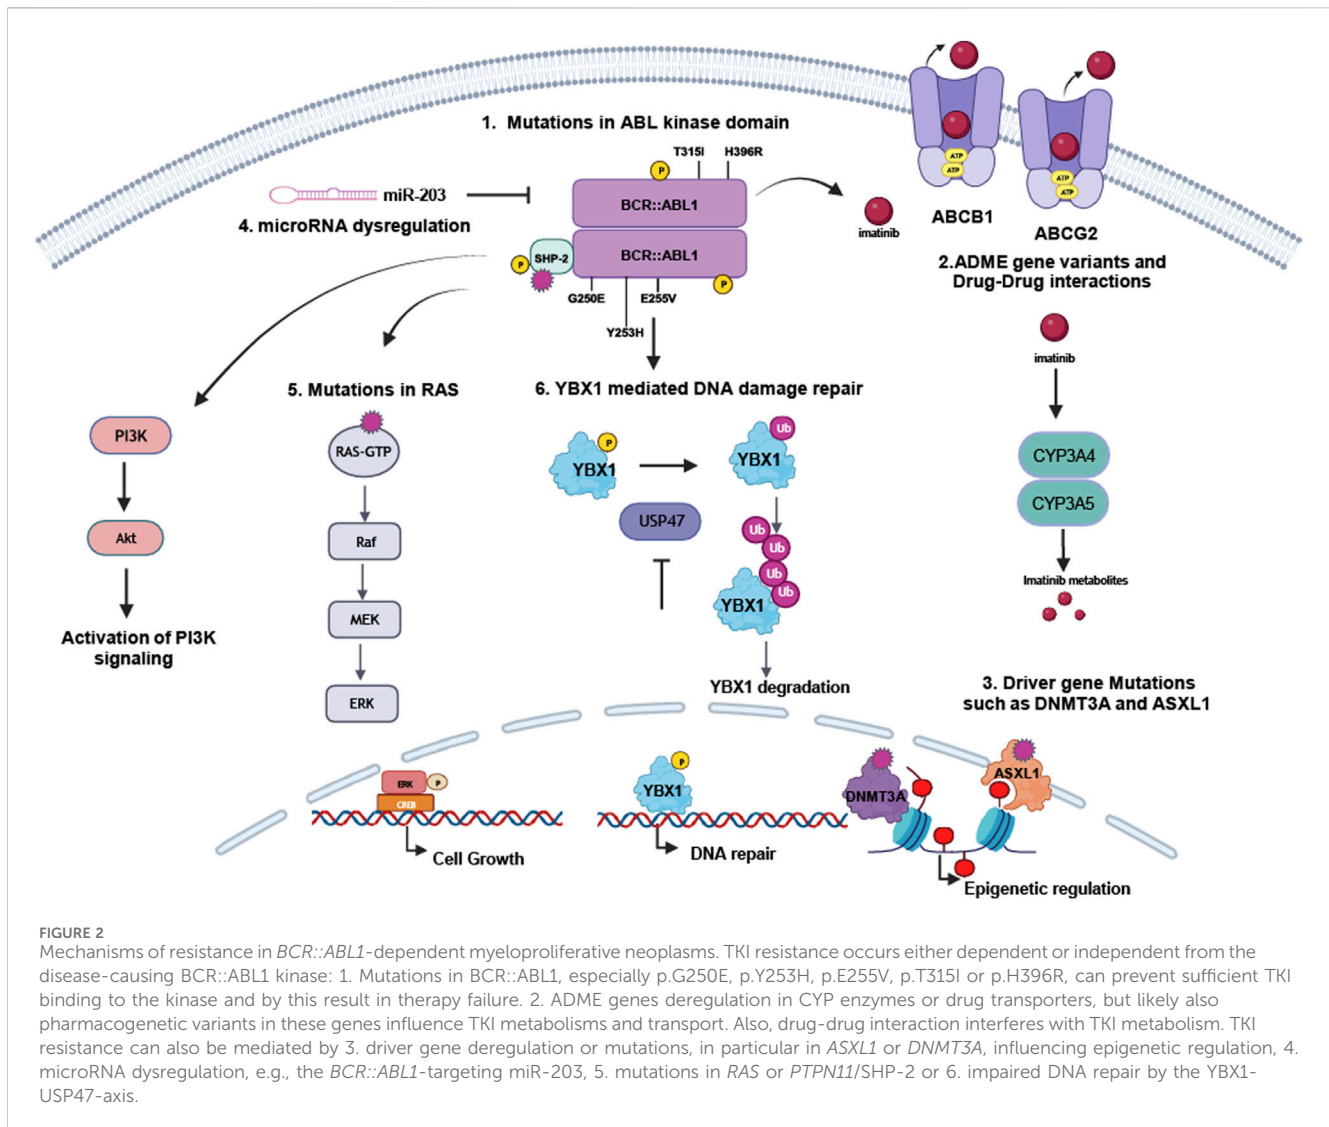 1. Mutations in ABL kinase domain
T315I
H396R
P
BCR::ABL1
miR-203
4. microRNA dysregulation
BCR::ABL1
SHP-2
P
P
G250E
Y253H
E255V
imatinib
ATP
ATP
ABCB1
ATP
ATP
ABCG2
2.ADME gene variants and
Drug-Drug interactions
imatinib
CYP3A4
CYP3A5
Imatinib metabolites
5. Mutations in RAS
RAS-GTP
Raf
MEK
ERK
PI3K
Akt
Activation of PI3K
signaling
6. YBX1 mediated DNA damage repair
P
YBX1
Ub
YBX1
USP47
Ub
Ub
Ub
Ub
YBX1
YBX1 degradation
3. Driver gene Mutations
such as DNMT3A and ASXL1
ERK
P
CREB
Cell Growth
P
YBX1
DNA repair
DNMT3A
ASXL1
Epigenetic regulation
FIGURE 2
Mechanisms of resistance in BCR::ABL1-dependent myeloproliferative neoplasms. TKI resistance occurs either dependent or independent from the
disease-causing BCR::ABL1 kinase: 1. Mutations in BCR::ABL1, especially p.G250E, p.Y253H, p.E255V, p.T315I or p.H396R, can prevent sufficient TKI
binding to the kinase and by this result in therapy failure. 2. ADME genes deregulation in CYP enzymes or drug transporters, but likely also
pharmacogenetic variants in these genes influence TKI metabolisms and transport. Also, drug-drug interaction interferes with TKI metabolism. TKI
resistance can also be mediated by 3. driver gene deregulation or mutations, in particular in ASXL1 or DNMT3A, influencing epigenetic regulation, 4.
microRNA dysregulation, e.g., the BCR::ABL1-targeting miR-203, 5. mutations in RAS or PTPN11/SHP-2 or 6. impaired DNA repair by the YBX1-
USP47-axis.